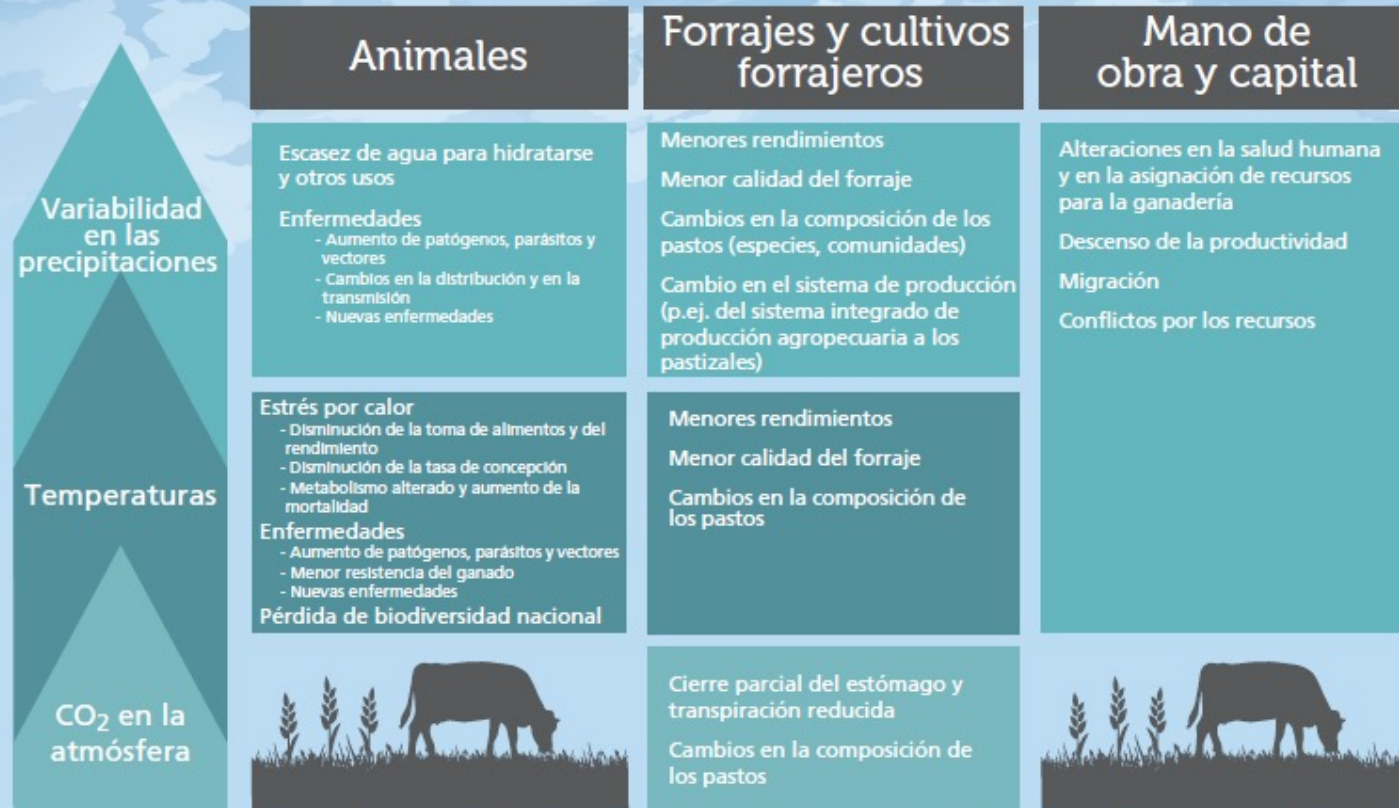 Animales
Forrajes y cultivos
forrajeros
Mano de
obra y capital
Variabilidad
en las
precipitaciones
Escasez de agua para hidratarse
y otros usos
Enfermedades
- Aumento de patógenos, parásitos y
vectores
- Cambios en la distribución y en la
transmisión
- Nuevas enfermedades
Menores rendimientos
Menor calidad del forraje
Cambios en la composición de los
pastos (especies, comunidades)
Cambio en el sistema de producción
(p.ej. del sistema integrado de
producción agropecuaria a los
pastizales)
Alteraciones en la salud humana
y en la asignación de recursos
para la ganadería
Descenso de la productividad
Migración
Conflictos por los recursos
Temperaturas
Estrés por calor
- Disminución de la toma de alimentos y del
rendimiento
- Disminución de la tasa de concepción
- Metabolismo alterado y aumento de la
mortalidad
Enfermedades
- Aumento de patógenos, parásitos y vectores
- Menor resistencia del ganado
- Nuevas enfermedades
Pérdida de biodiversidad nacional
Menores rendimientos
Menor calidad del forraje
Cambios en la composición de
los pastos
CO₂ en la
atmósfera
Cierre parcial del estómago y
transpiración reducida
Cambios en la composición de
los pastos